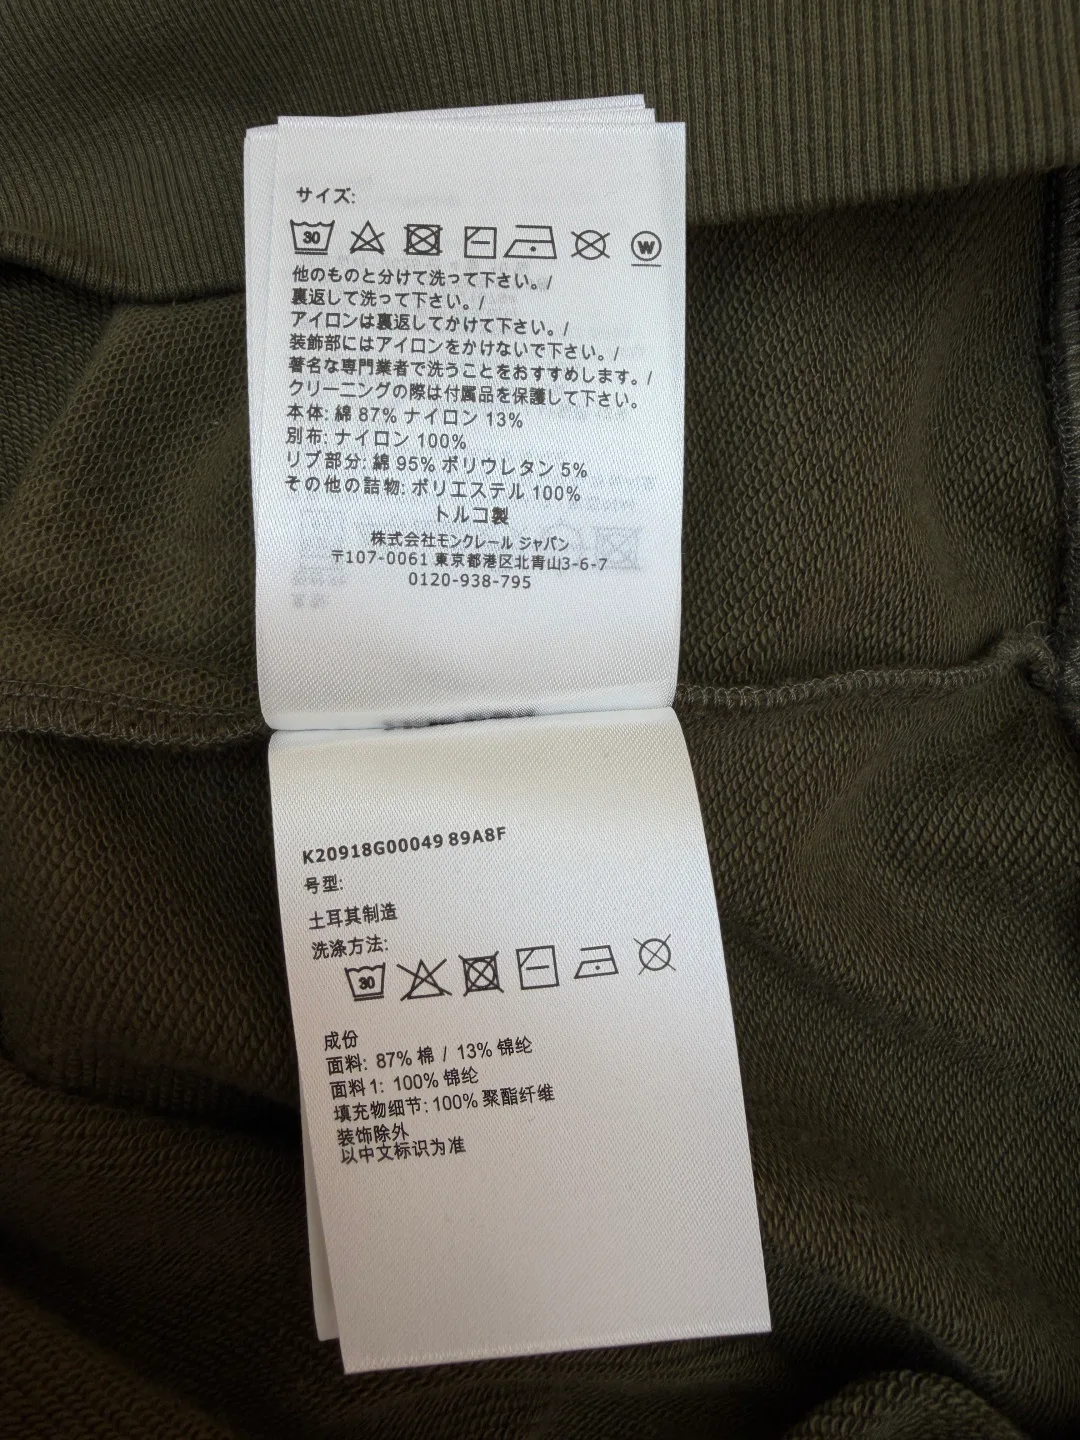 サイズ:
30
W
他のものと分けて洗って下さい。/
裏返して洗って下さい。/
アイロンは裏返してかけて下さい。/
装飾部にはアイロンをかけないで下さい。/
著名な専門業者で洗うことをおすすめします。/
クリーニングの際は付属品を保護して下さい。
本体: 綿 87% ナイロン 13%
別布: ナイロン 100%
リブ部分: 綿 95% ポリウレタン 5%
その他の詰物: ポリエステル 100%
トルコ製
株式会社モンクレール ジャパン
〒107-0061 東京都港区北青山3-6-7
0120-938-795
K20918G00049 89A8F
号型:
土耳其制造
洗涤方法:
30
成份
面料: 87% 棉 / 13% 锦纶
面料 1: 100% 锦纶
填充物细节: 100% 聚酯纤维
装饰除外
以中文标识为准